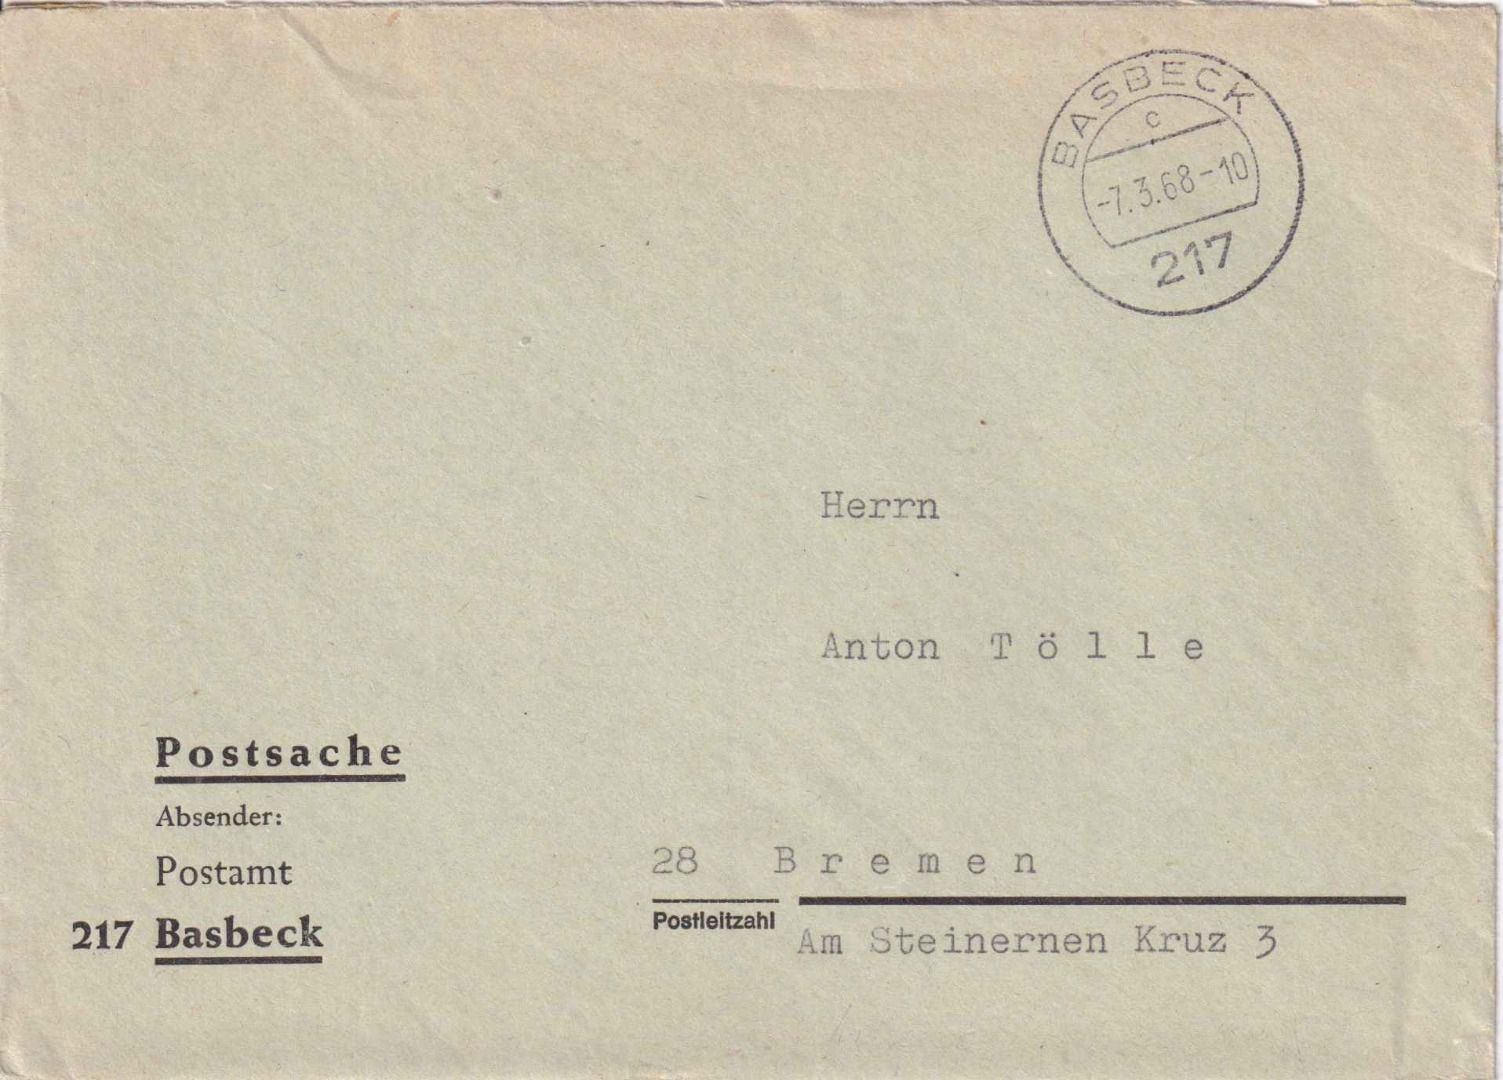 BASBECK
c
-7.3.68-10
217
Herrn
Anton Tölle
Postsache
Absender:
Postamt
217 Basbeck
28 Bremen
Postleitzahl
Am Steinernen Kruz 3